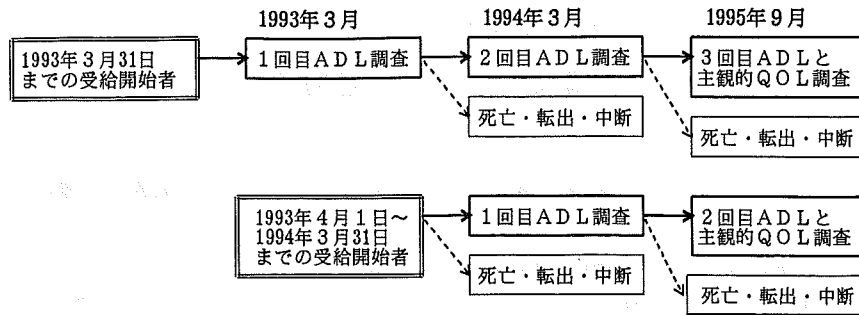 1993年3月
1994年3月
1995年9月
1993年3月31日
までの受給開始者
1回目ADL調査
2回目ADL調査
3回目ADLと
主観的QOL調査
死亡・転出・中断
死亡・転出・中断
1993年4月1日~
1994年3月31日
までの受給開始者
1回目ADL調査
2回目ADLと
主観的QOL調査
死亡・転出・中断
死亡・転出・中断